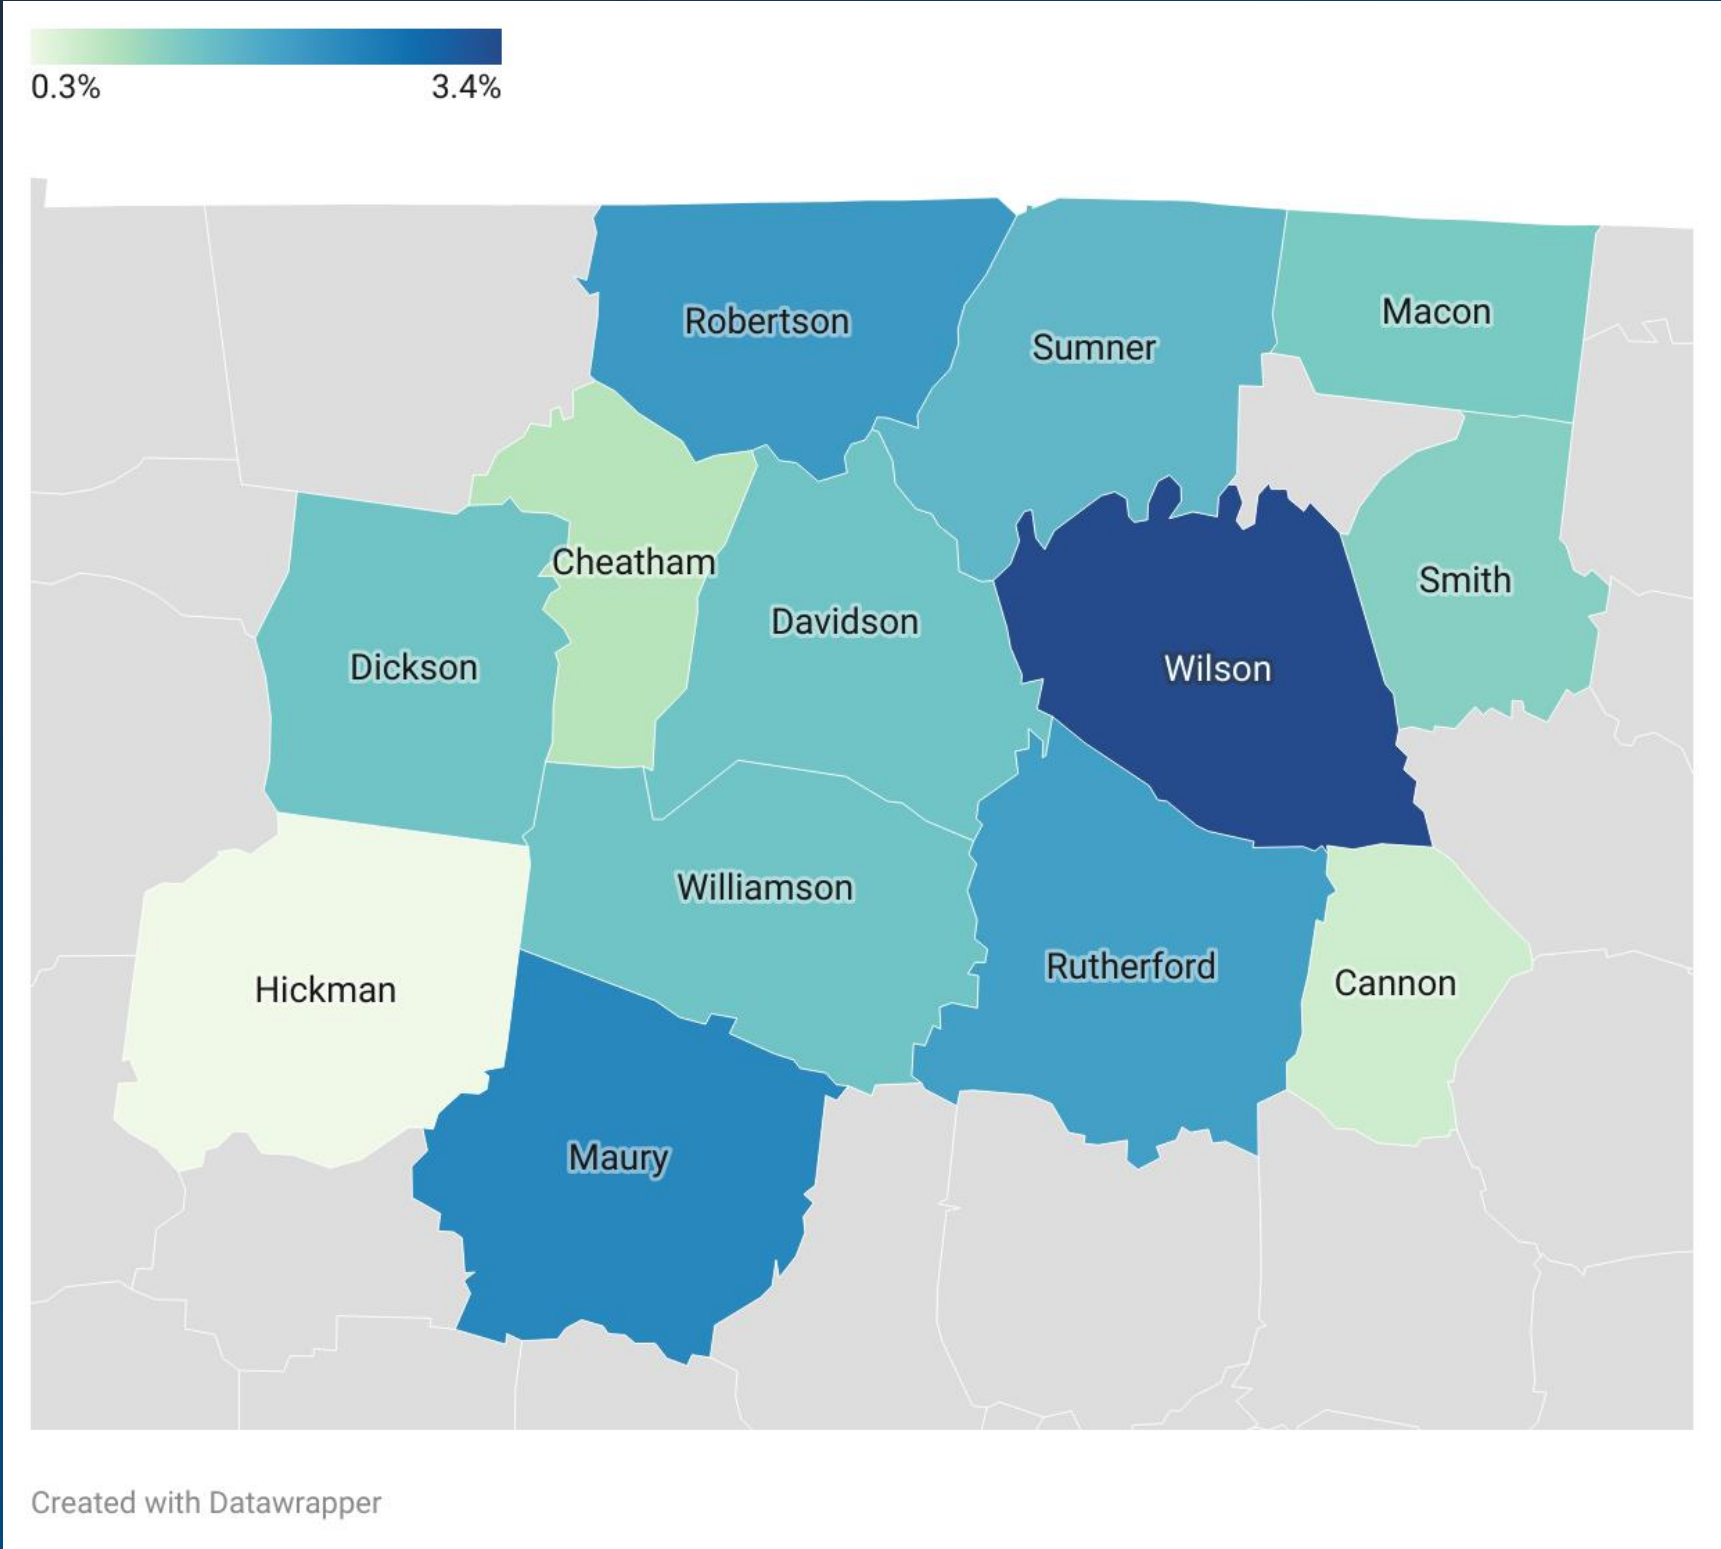 0.3% 3.4%
Robertson
Sumner
Macon
Cheatham
Smith
Davidson
Dickson
Wilson
Williamson
Rutherford
Hickman
Cannon
Maury
Created with Datawrapper